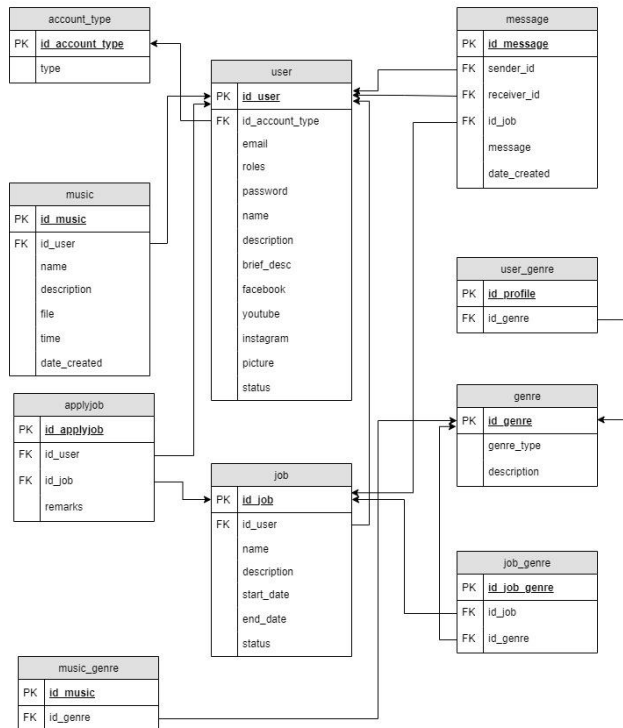 account_type
PK id_account_type
type
user
PK id_user
FK id_account_type
email
roles
password
name
description
brief_desc
facebook
youtube
instagram
picture
status
message
PK id_message
FK sender_id
FK receiver_id
FK id_job
message
date_created
music
PK id_music
FK id_user
name
description
file
time
date_created
user_genre
PK id_profile
FK id_genre
applyjob
PK id_applyjob
FK id_user
FK id_job
remarks
genre
PK id_genre
genre_type
description
job
PK id_job
FK id_user
name
description
start_date
end_date
status
job_genre
PK id_job_genre
FK id_job
FK id_genre
music_genre
PK id_music
FK id_genre